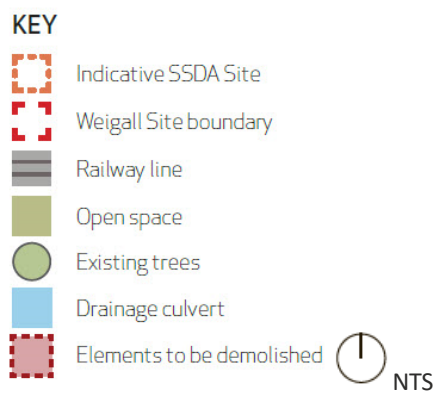 KEY
Indicative SSDA Site
Weigall Site boundary
Railway line
Open space
Existing trees
Drainage culvert
Elements to be demolished
NTS